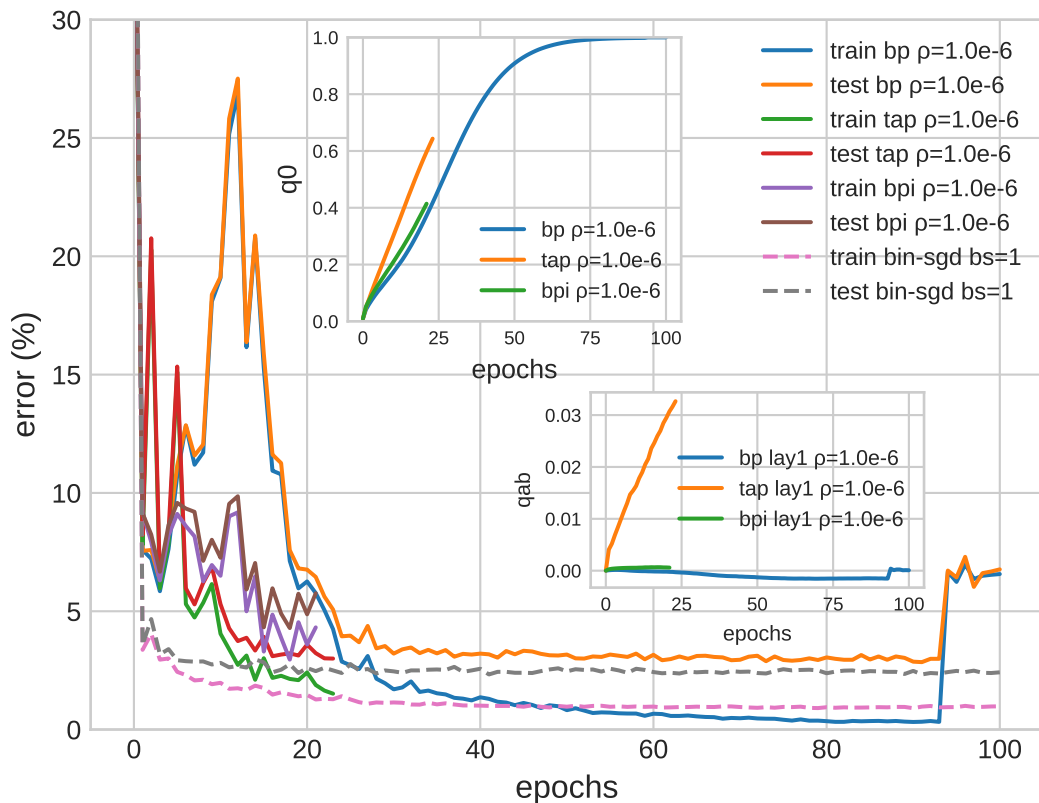 30
25
20
15
10
5
0
error (%)
0
20
40
60
80
100
epochs
train bp ρ=1.0e-6
test bp ρ=1.0e-6
train tap ρ=1.0e-6
test tap ρ=1.0e-6
train bpi ρ=1.0e-6
test bpi ρ=1.0e-6
train bin-sgd bs=1
test bin-sgd bs=1
1.0
0.8
0.6
0.4
0.2
0.0
q0
0
25
50
75
100
epochs
bp ρ=1.0e-6
tap ρ=1.0e-6
bpi ρ=1.0e-6
0.03
0.02
0.01
0.00
qab
0
25
50
75
100
epochs
bp lay1 ρ=1.0e-6
tap lay1 ρ=1.0e-6
bpi lay1 ρ=1.0e-6